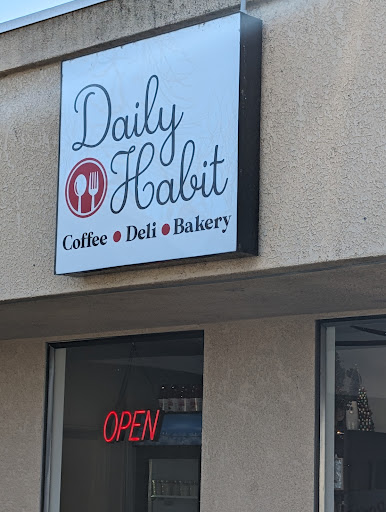 Daily
Habit
Coffee • Deli • Bakery
OPEN